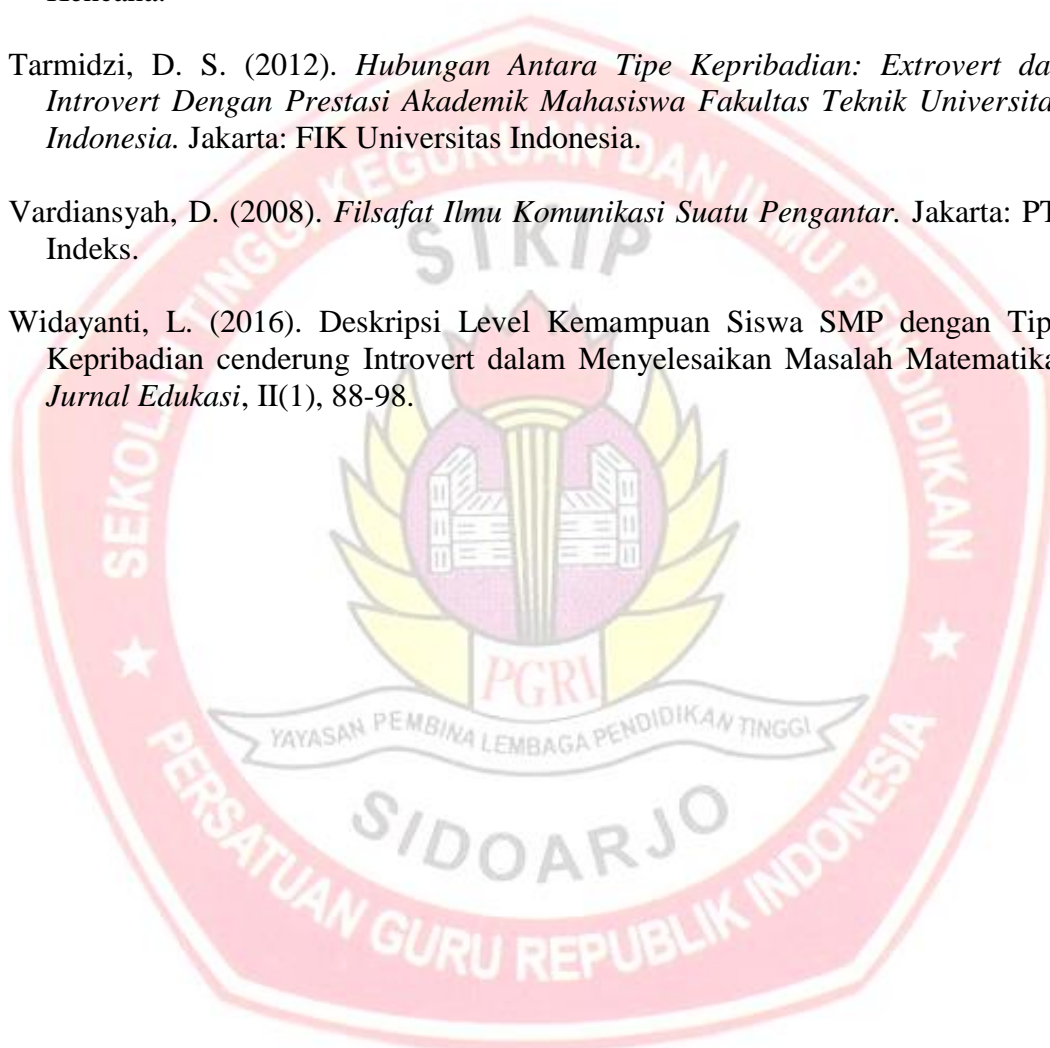 Tarmidzi, D. S. (2012). Hubungan Antara Tipe Kepribadian: Extrovert da
Introvert Dengan Prestasi Akademik Mahasiswa Fakultas Teknik Universita
Indonesia. Jakarta: FIK Universitas Indonesia.
Vardiansyah, D. (2008). Filsafat Ilmu Komunikasi Suatu Pengantar. Jakarta: PT
Indeks.
Widayanti, L. (2016). Deskripsi Level Kemampuan Siswa SMP dengan Tip
Kepribadian cenderung Introvert dalam Menyelesaikan Masalah Matematika
Jurnal Edukasi, II(1), 88-98.
SEKOLAH TINGGI KEGURUAN DAN ILMU PENDIDIKAN
STKIP
PGRI
YAYASAN PEMBINA LEMBAGA PENDIDIKAN TINGGI
SIDOARJO
PERSATUAN GURU REPUBLIK INDONESIA